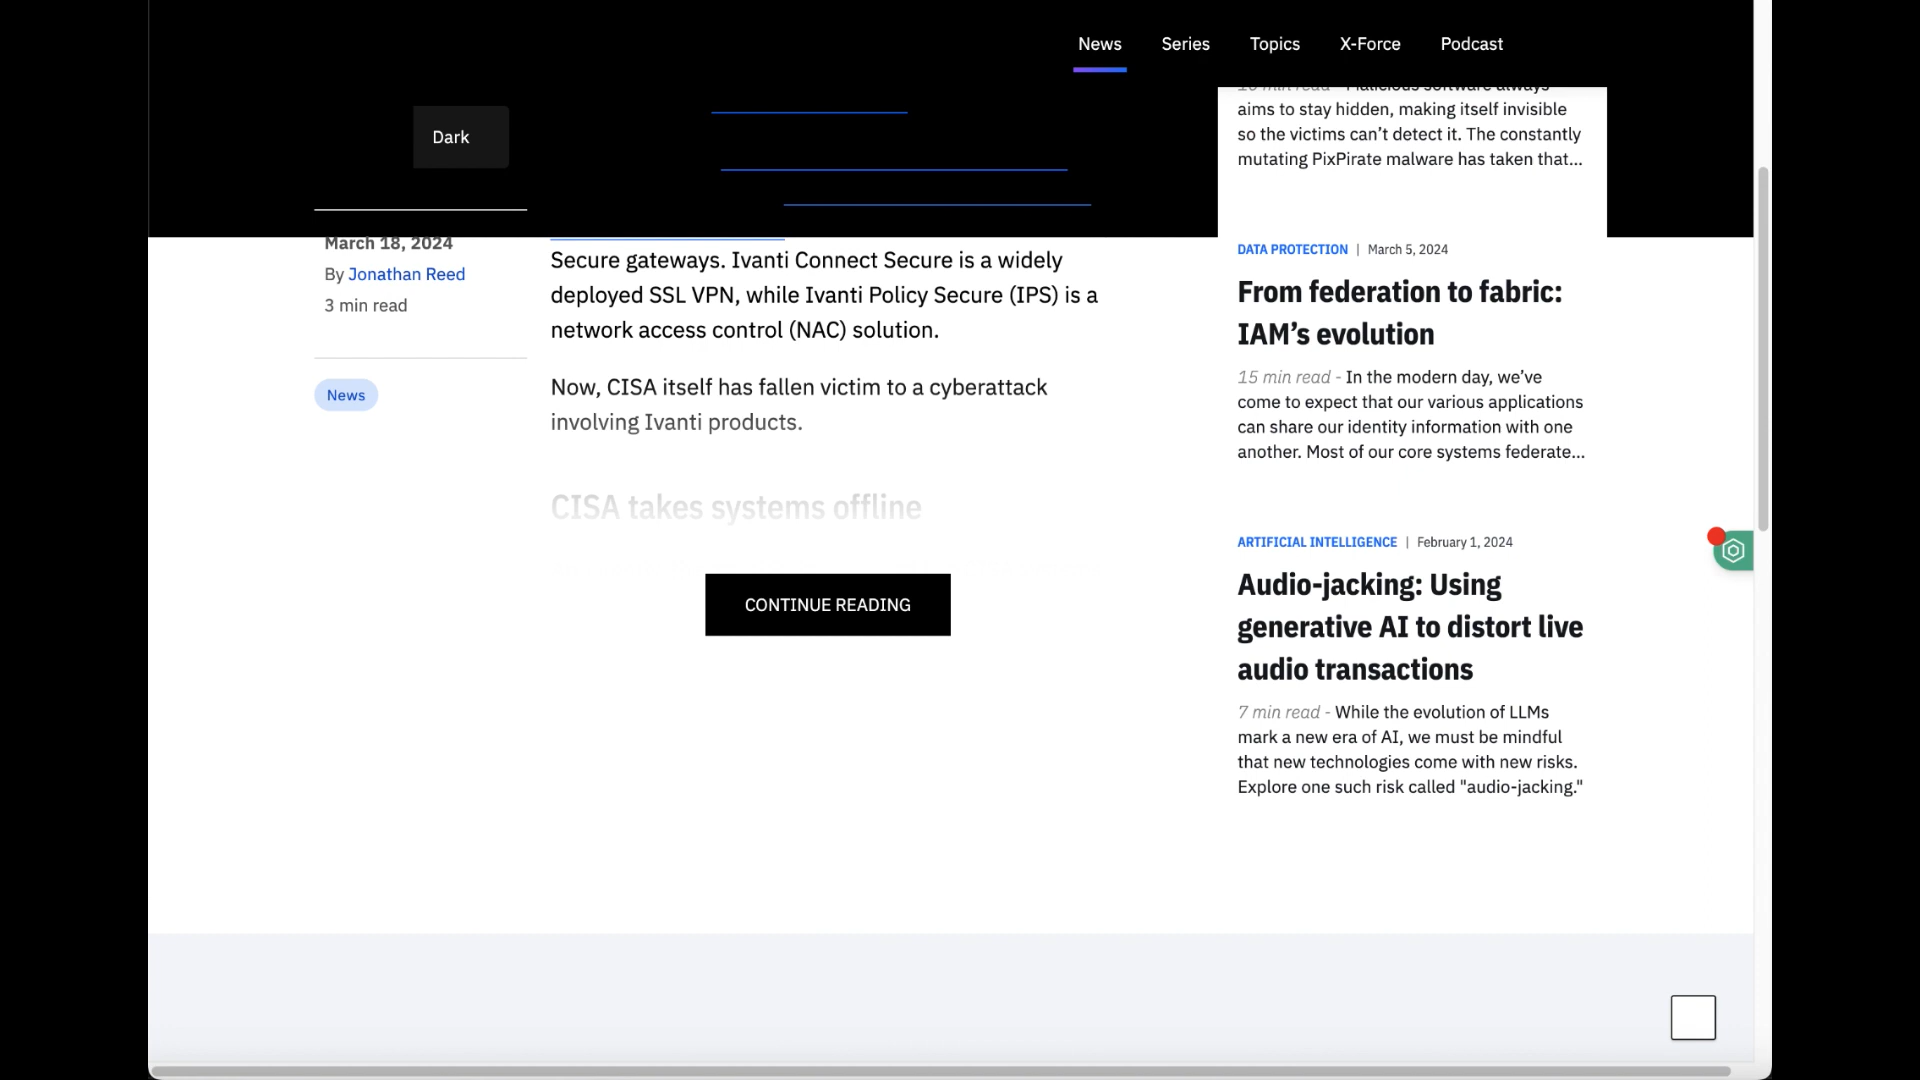 News
Series
Topics
X-Force
Podcast
Dark
March 18, 2024
By Jonathan Reed
3 min read
News
Secure gateways. Ivanti Connect Secure is a widely
deployed SSL VPN, while Ivanti Policy Secure (IPS) is a
network access control (NAC) solution.
Now, CISA itself has fallen victim to a cyberattack
involving Ivanti products.
CISA takes systems offline
CONTINUE READING
10 min read - Malicious software always
aims to stay hidden, making itself invisible
so the victims can’t detect it. The constantly
mutating PixPirate malware has taken that...
DATA PROTECTION | March 5, 2024
From federation to fabric:
IAM’s evolution
15 min read - In the modern day, we’ve
come to expect that our various applications
can share our identity information with one
another. Most of our core systems federate...
ARTIFICIAL INTELLIGENCE | February 1, 2024
Audio-jacking: Using
generative AI to distort live
audio transactions
7 min read - While the evolution of LLMs
mark a new era of AI, we must be mindful
that new technologies come with new risks.
Explore one such risk called "audio-jacking."